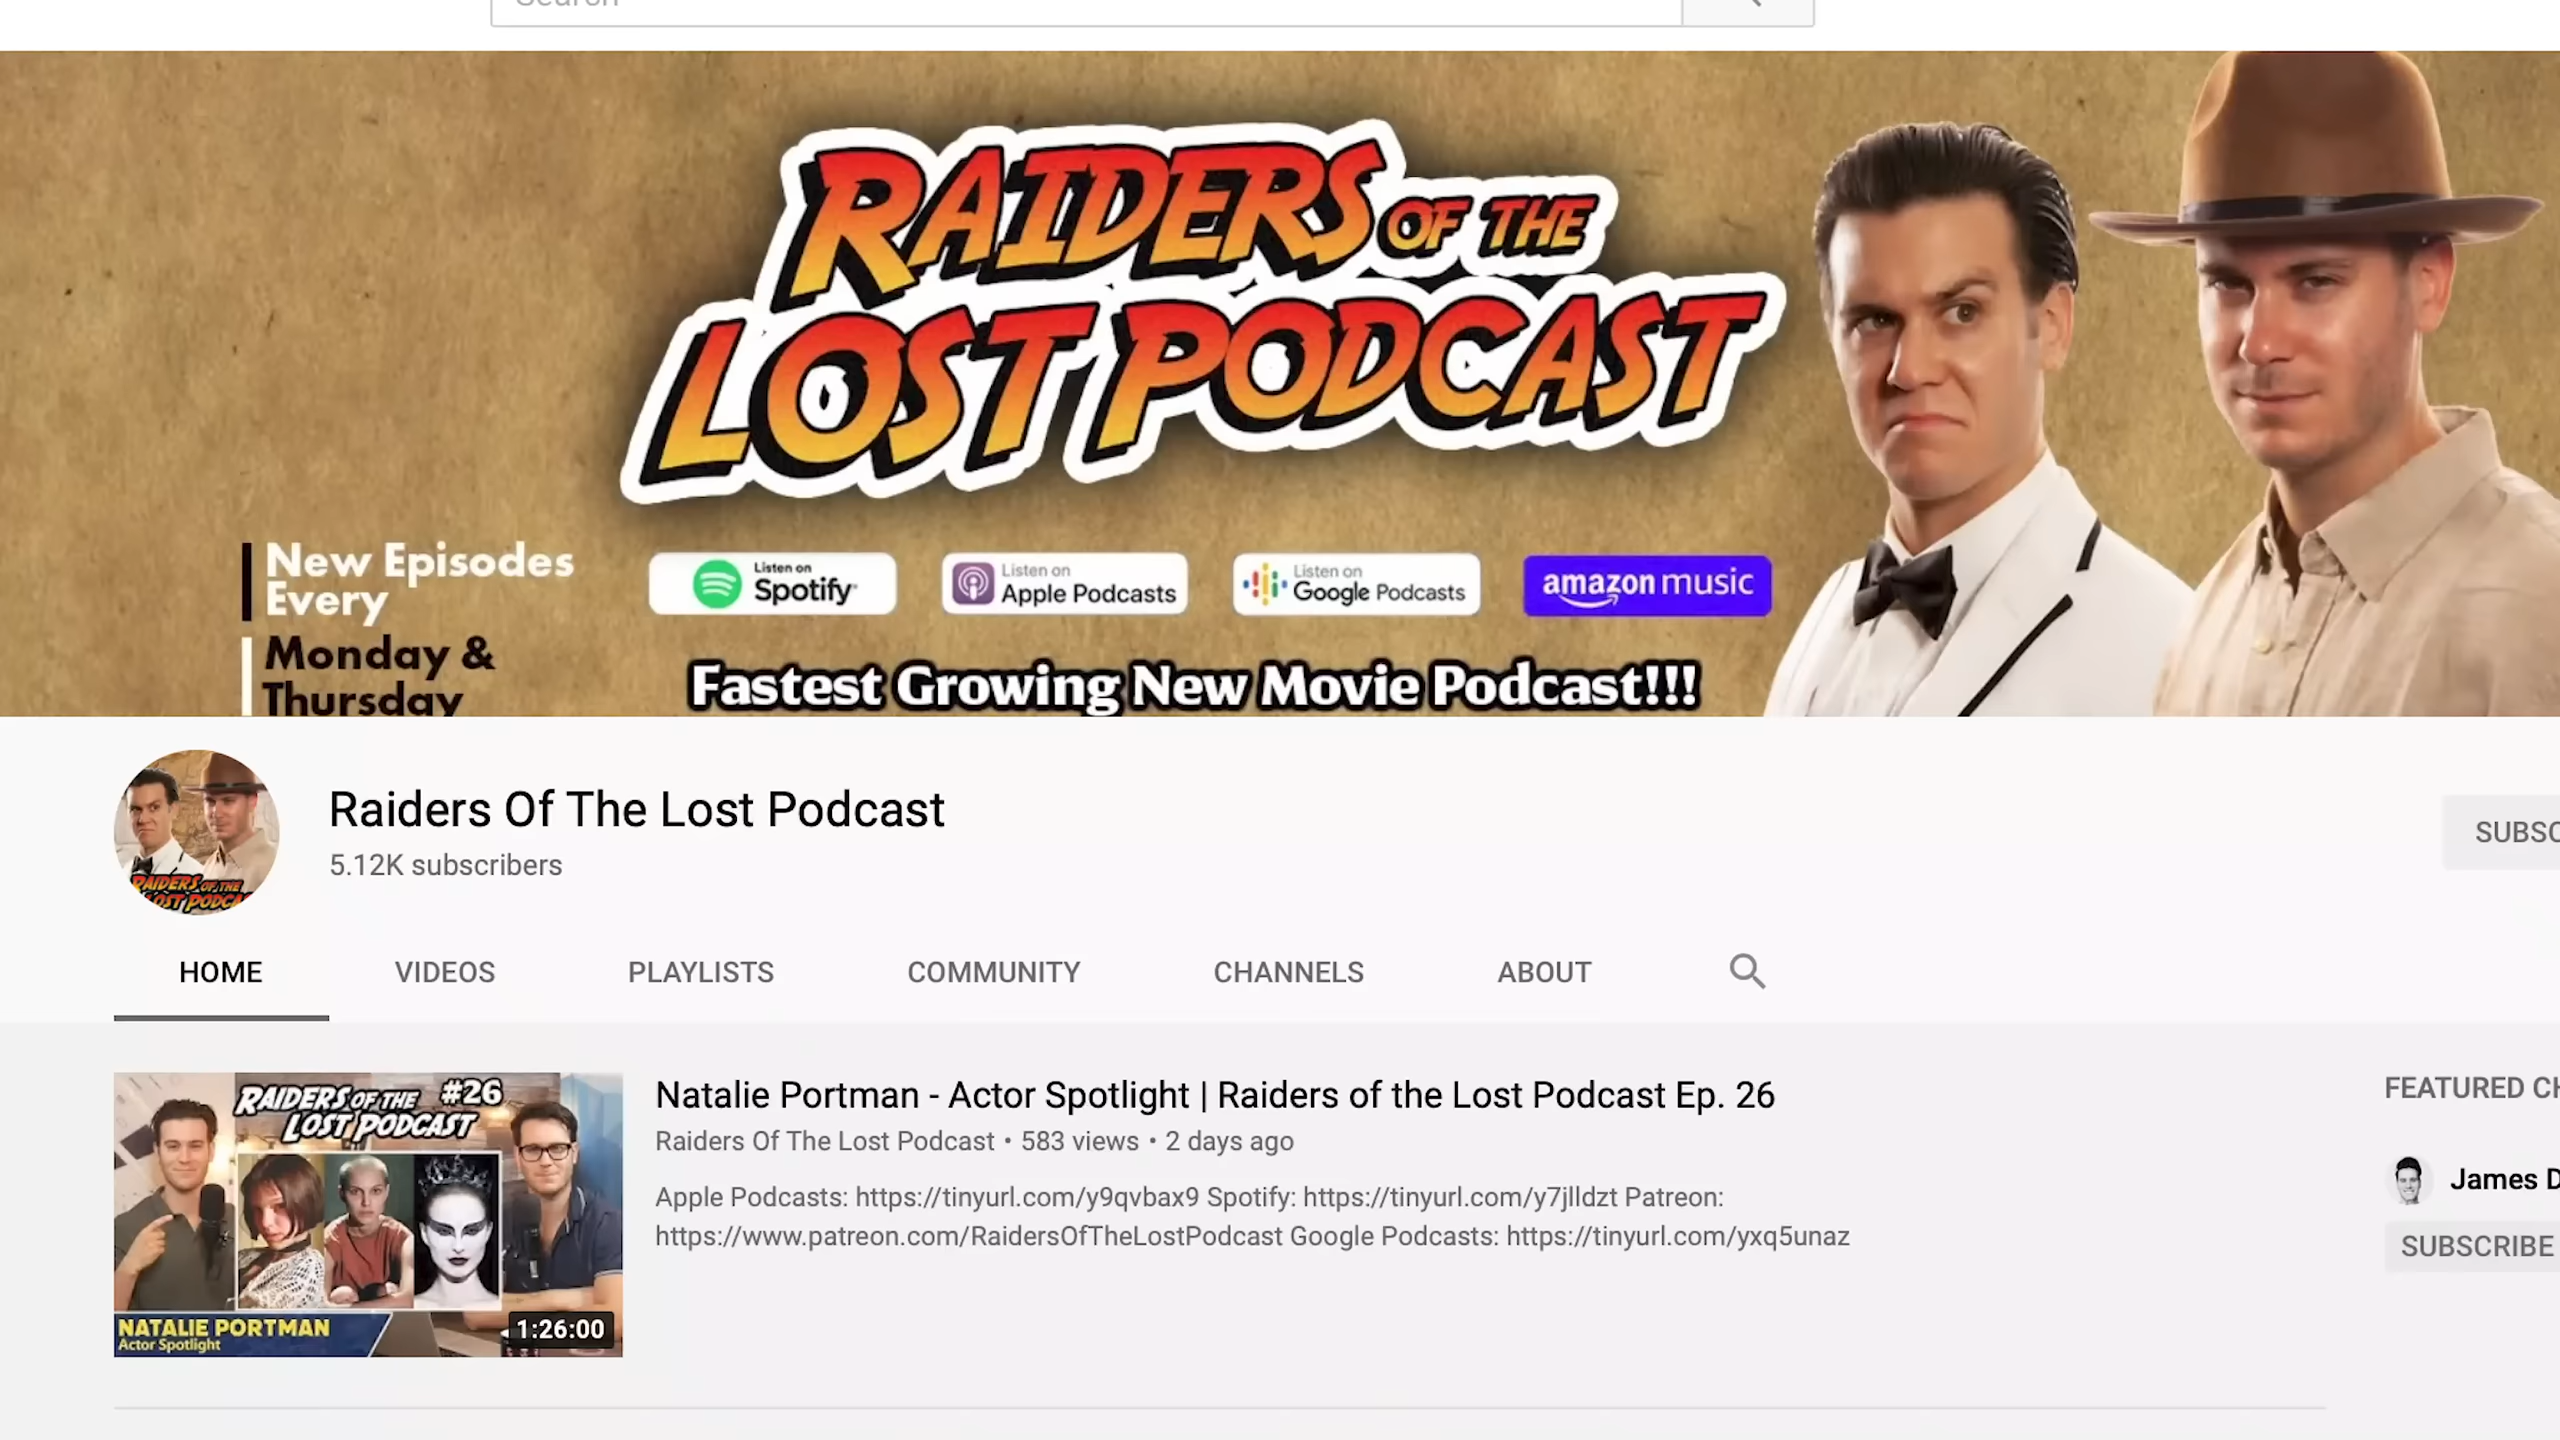 RAIDERS OF THE
LOST PODCAST
New Episodes
Every
Monday &
Thursday
Listen on
Spotify
Listen on
Apple Podcasts
Listen on
Google Podcasts
amazon music
Fastest Growing New Movie Podcast!!!
RAIDERS OF THE
LOST PODCA
Raiders Of The Lost Podcast
5.12K subscribers
SUBSC
HOME VIDEOS PLAYLISTS COMMUNITY CHANNELS ABOUT
RAIDERS OF THE #26
LOST PODCAST
NATALIE PORTMAN
Actor Spotlight
1:26:00
Natalie Portman - Actor Spotlight | Raiders of the Lost Podcast Ep. 26
Raiders Of The Lost Podcast • 583 views • 2 days ago
Apple Podcasts: https://tinyurl.com/y9qvbax9 Spotify: https://tinyurl.com/y7jlldzt Patreon:
https://www.patreon.com/RaidersOfTheLostPodcast Google Podcasts: https://tinyurl.com/yxq5unaz
FEATURED CH
James D
SUBSCRIBE